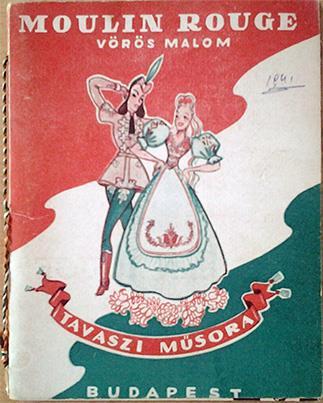 MOULIN ROUGE
VÖRÖS MALOM
1941
TAVASZI MŰSORA
BUDAPEST